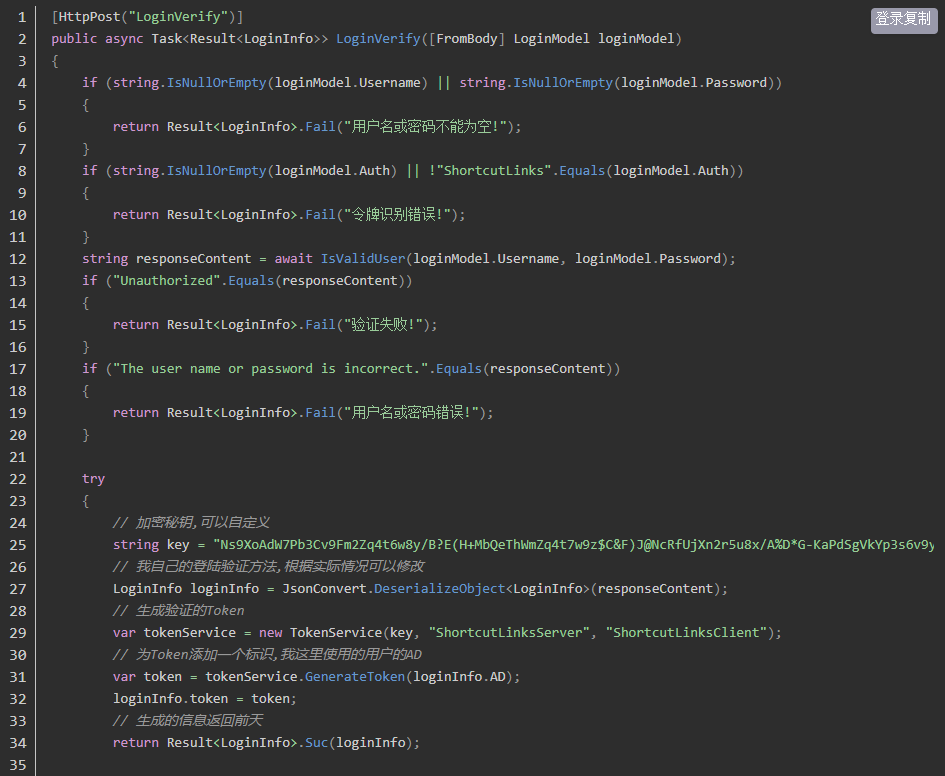 登录复制
1 [HttpPost("LoginVerify")]
2 public async Task<Result<LoginInfo>> LoginVerify([FromBody] LoginModel loginModel)
3 {
4     if (string.IsNullOrEmpty(loginModel.Username) || string.IsNullOrEmpty(loginModel.Password))
5     {
6         return Result<LoginInfo>.Fail("用户名或密码不能为空!");
7     }
8     if (string.IsNullOrEmpty(loginModel.Auth) || !"ShortcutLinks".Equals(loginModel.Auth))
9     {
10         return Result<LoginInfo>.Fail("令牌识别错误!");
11     }
12     string responseContent = await IsValidUser(loginModel.Username, loginModel.Password);
13     if ("Unauthorized".Equals(responseContent))
14     {
15         return Result<LoginInfo>.Fail("验证失败!");
16     }
17     if ("The user name or password is incorrect.".Equals(responseContent))
18     {
19         return Result<LoginInfo>.Fail("用户名或密码错误!");
20     }
21
22     try
23     {
24         // 加密秘钥,可以自定义
25         string key = "Ns9XoAdW7Pb3Cv9Fm2Zq4t6w8y/B?E(H+MbQeThWmZq4t7w9z$C&F)J@NcRfUjXn2r5u8x/A%D*G-KaPdSgVkYp3s6v9y
26         // 我自己的登陆验证方法,根据实际情况可以修改
27         LoginInfo loginInfo = JsonConvert.DeserializeObject<LoginInfo>(responseContent);
28         // 生成验证的Token
29         var tokenService = new TokenService(key, "ShortcutLinksServer", "ShortcutLinksClient");
30         // 为Token添加一个标识,我这里使用的用户的AD
31         var token = tokenService.GenerateToken(loginInfo.AD);
32         loginInfo.token = token;
33         // 生成的信息返回前天
34         return Result<LoginInfo>.Suc(loginInfo);
35